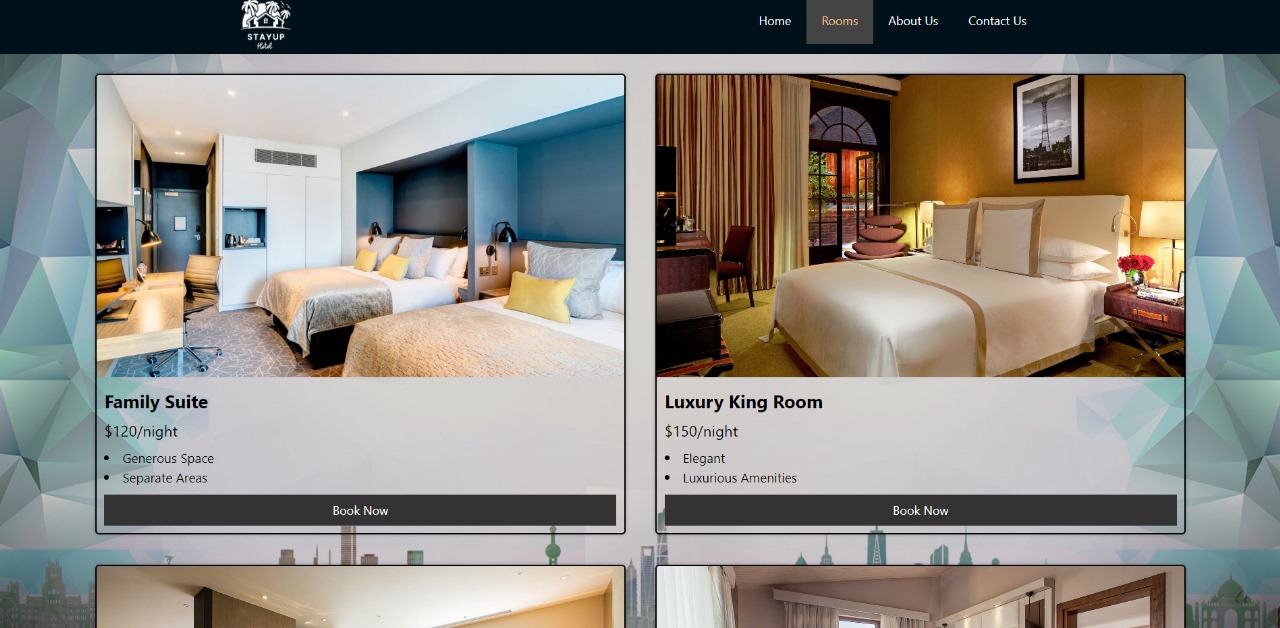 STAYUP
Hotel
Home Rooms About Us Contact Us
Family Suite
$120/night
• Generous Space
• Separate Areas
Book Now
Luxury King Room
$150/night
• Elegant
• Luxurious Amenities
Book Now